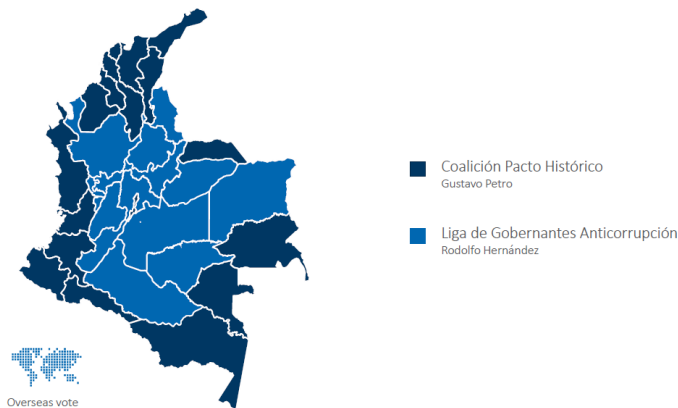 Coalición Pacto Histórico
Gustavo Petro
Liga de Gobernantes Anticorrupción
Rodolfo Hernández
Overseas vote